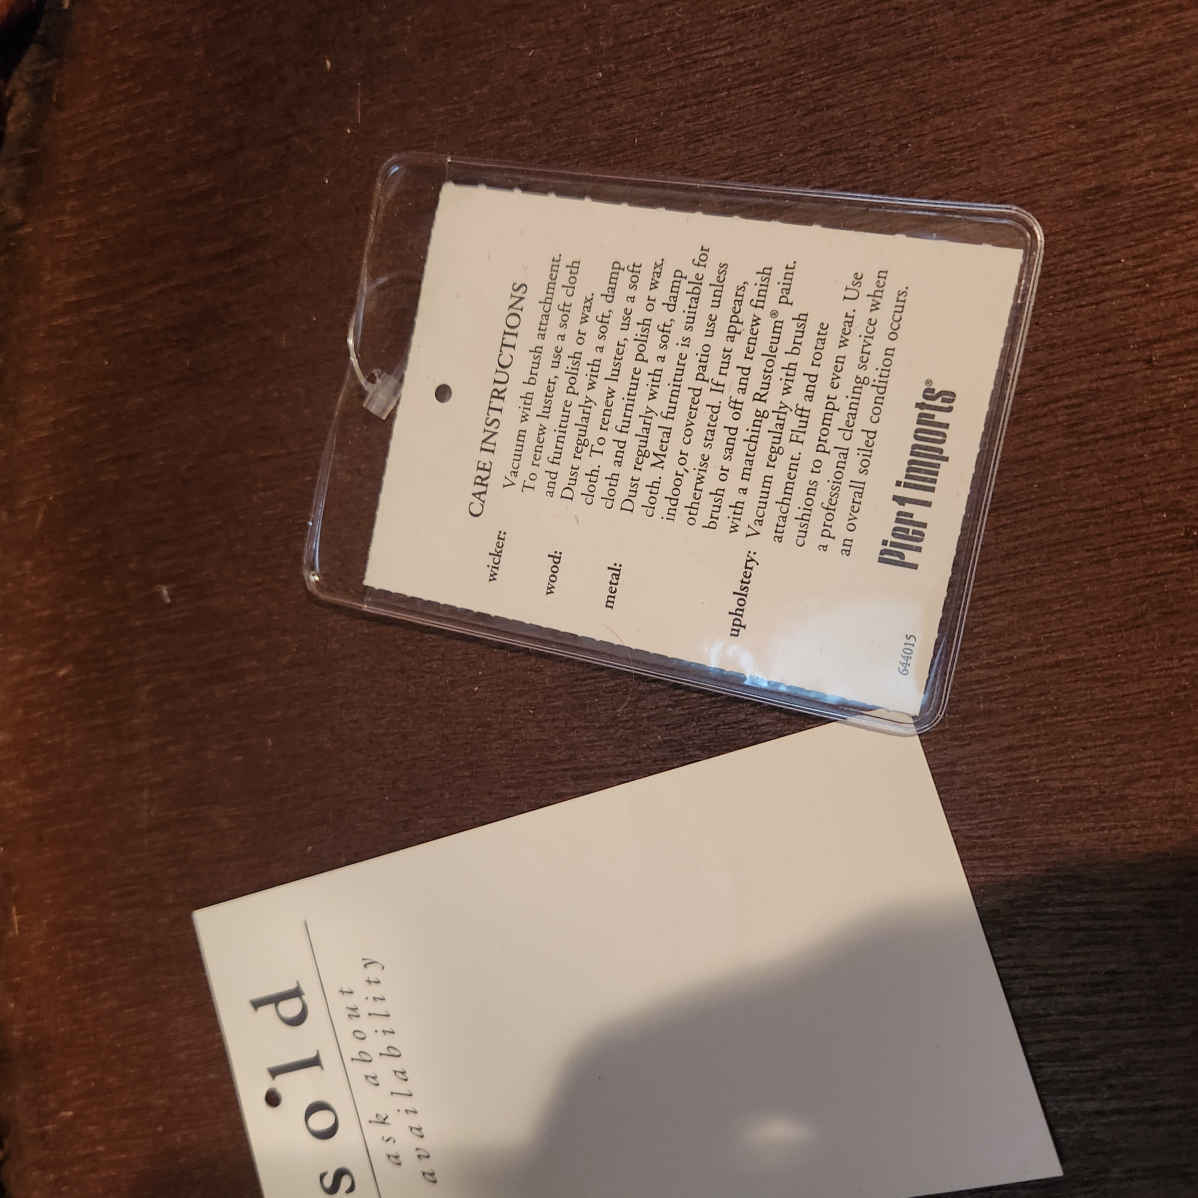 CARE INSTRUCTIONS
wicker: Vacuum with brush attachment.
To renew luster, use a soft cloth
and furniture polish or wax.
wood: Dust regularly with a soft, damp
cloth. To renew luster, use a soft
cloth and furniture polish or wax.
metal: Dust regularly with a soft, damp
cloth. Metal furniture is suitable for
indoor, or covered patio use unless
otherwise stated. If rust appears,
brush or sand off and renew finish
with a matching Rustoleum® paint.
upholstery: Vacuum regularly with brush
attachment. Fluff and rotate
cushions to prompt even wear. Use
a professional cleaning service when
an overall soiled condition occurs.
644015
Pier 1 imports®
sold
ask about
availability